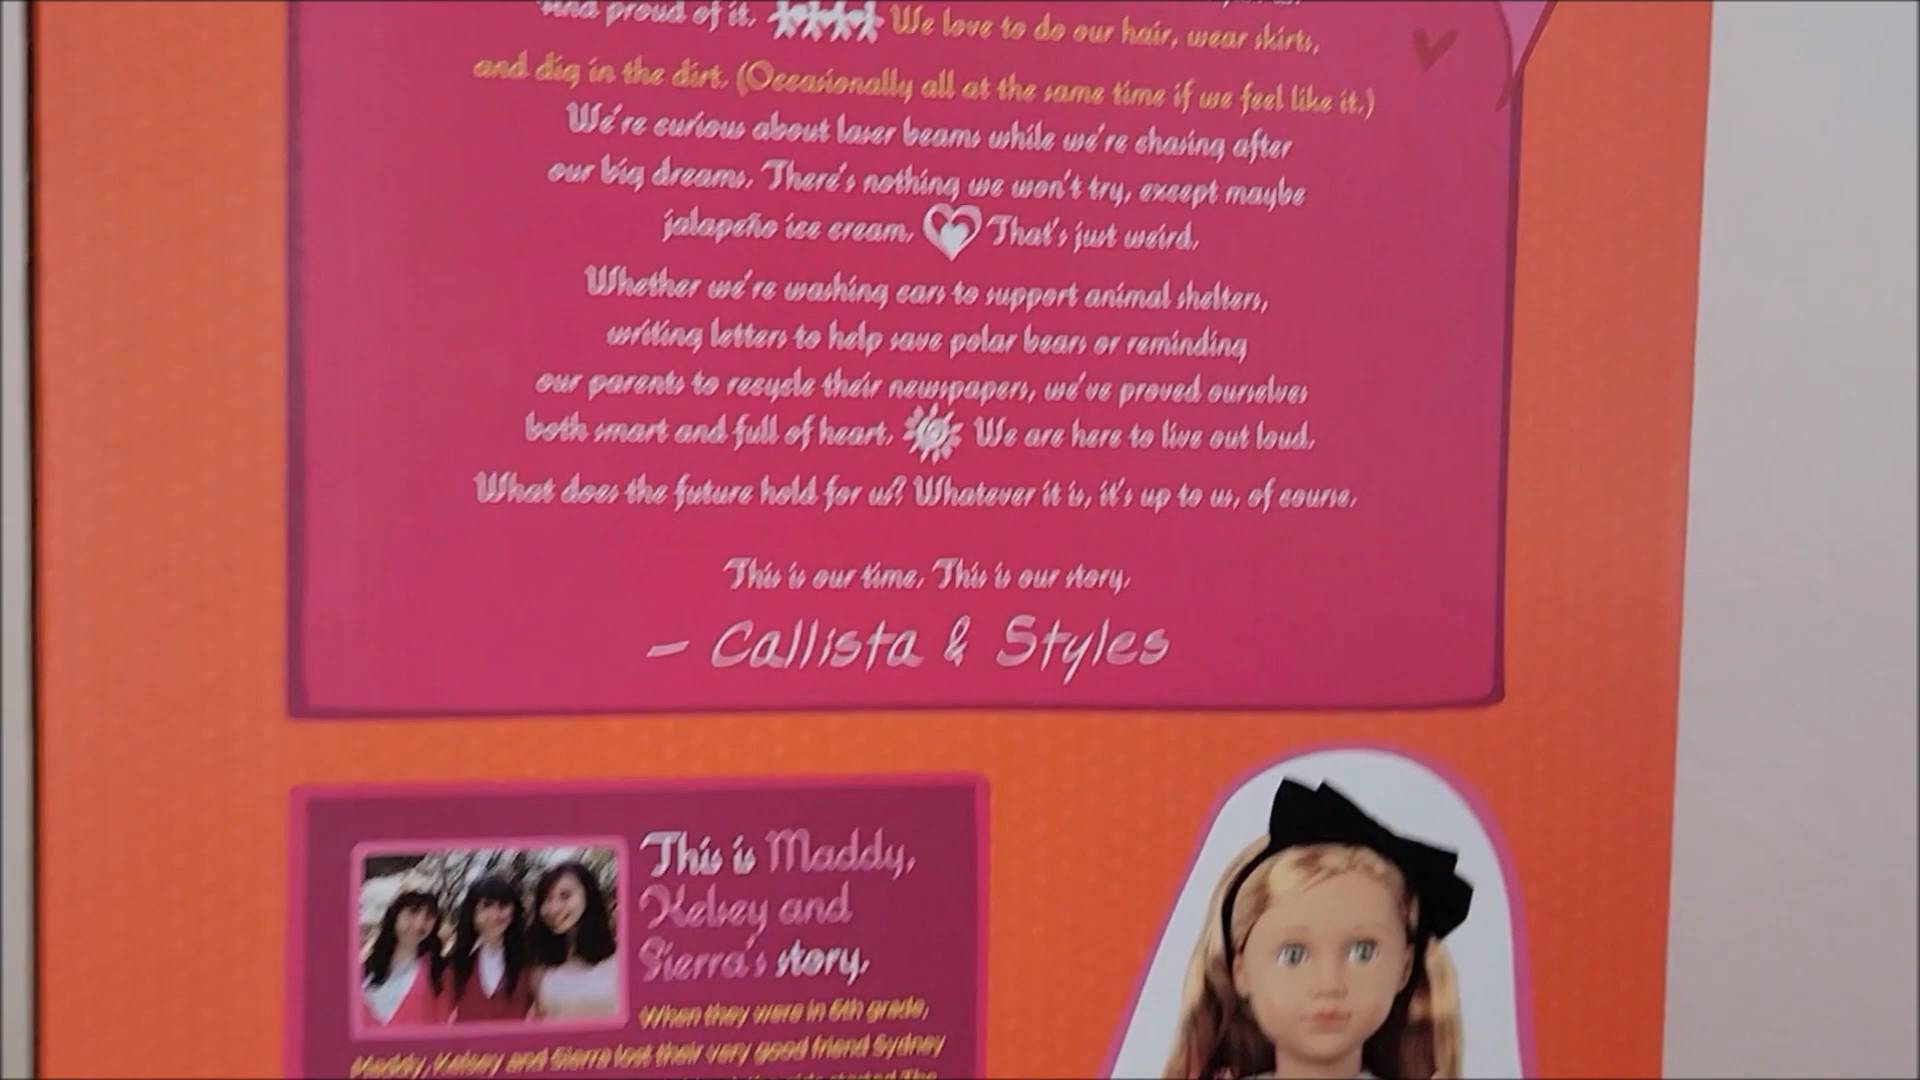 And proud of it. We love to do our hair, wear skirts,
and dig in the dirt. (Occasionally all at the same time if we feel like it.)
We're curious about laser beams while we're chasing after
our big dreams. There's nothing we won't try, except maybe
jalapeño ice cream. That's just weird.
Whether we're washing cars to support animal shelters,
writing letters to help save polar bears or reminding
our parents to recycle their newspapers, we've proved ourselves
both smart and full of heart. We are here to live out loud.
What does the future hold for us? Whatever it is, it's up to us, of course.
This is our time. This is our story.
– Callista & Styles
This is Maddy,
Kelsey and
Sierra's story.
When they were in 6th grade,
Maddy, Kelsey and Sierra lost their very good friend Sydney